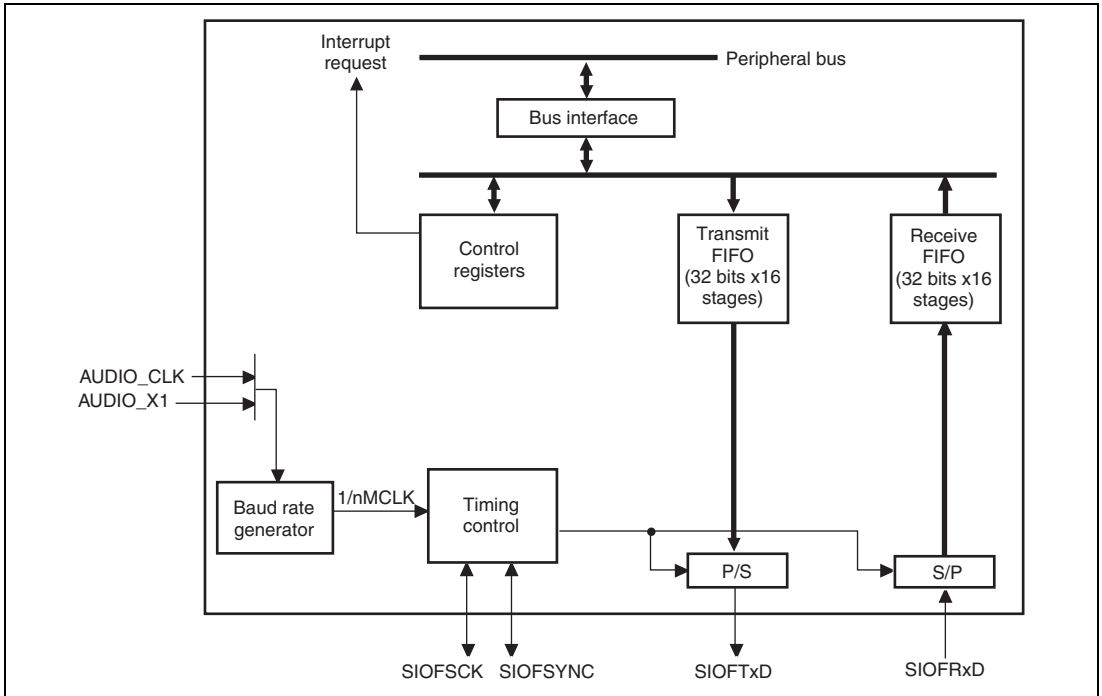 Interrupt
request
Peripheral bus
Bus interface
Control
registers
Transmit
FIFO
(32 bits x16
stages)
Receive
FIFO
(32 bits x16
stages)
AUDIO_CLK
AUDIO_X1
Baud rate
generator
1/nMCLK
Timing
control
P/S
S/P
SIOFSCK
SIOFSYNC
SIOFTxD
SIOFRxD